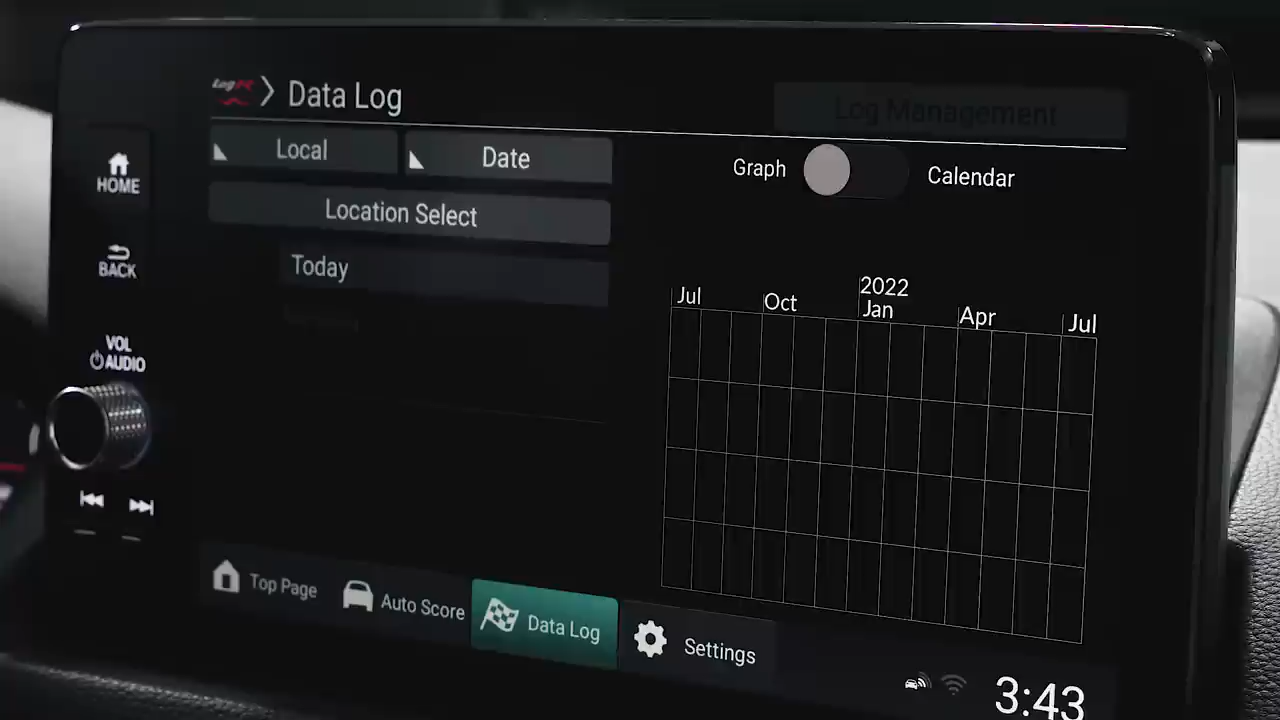 LogR
Data Log
Log Management
Local
Date
Graph
Calendar
Location Select
Today
HOME
BACK
VOL
AUDIO
2022
Jul
Oct
Jan
Apr
Jul
Top Page
Auto Score
Data Log
Settings
3:43